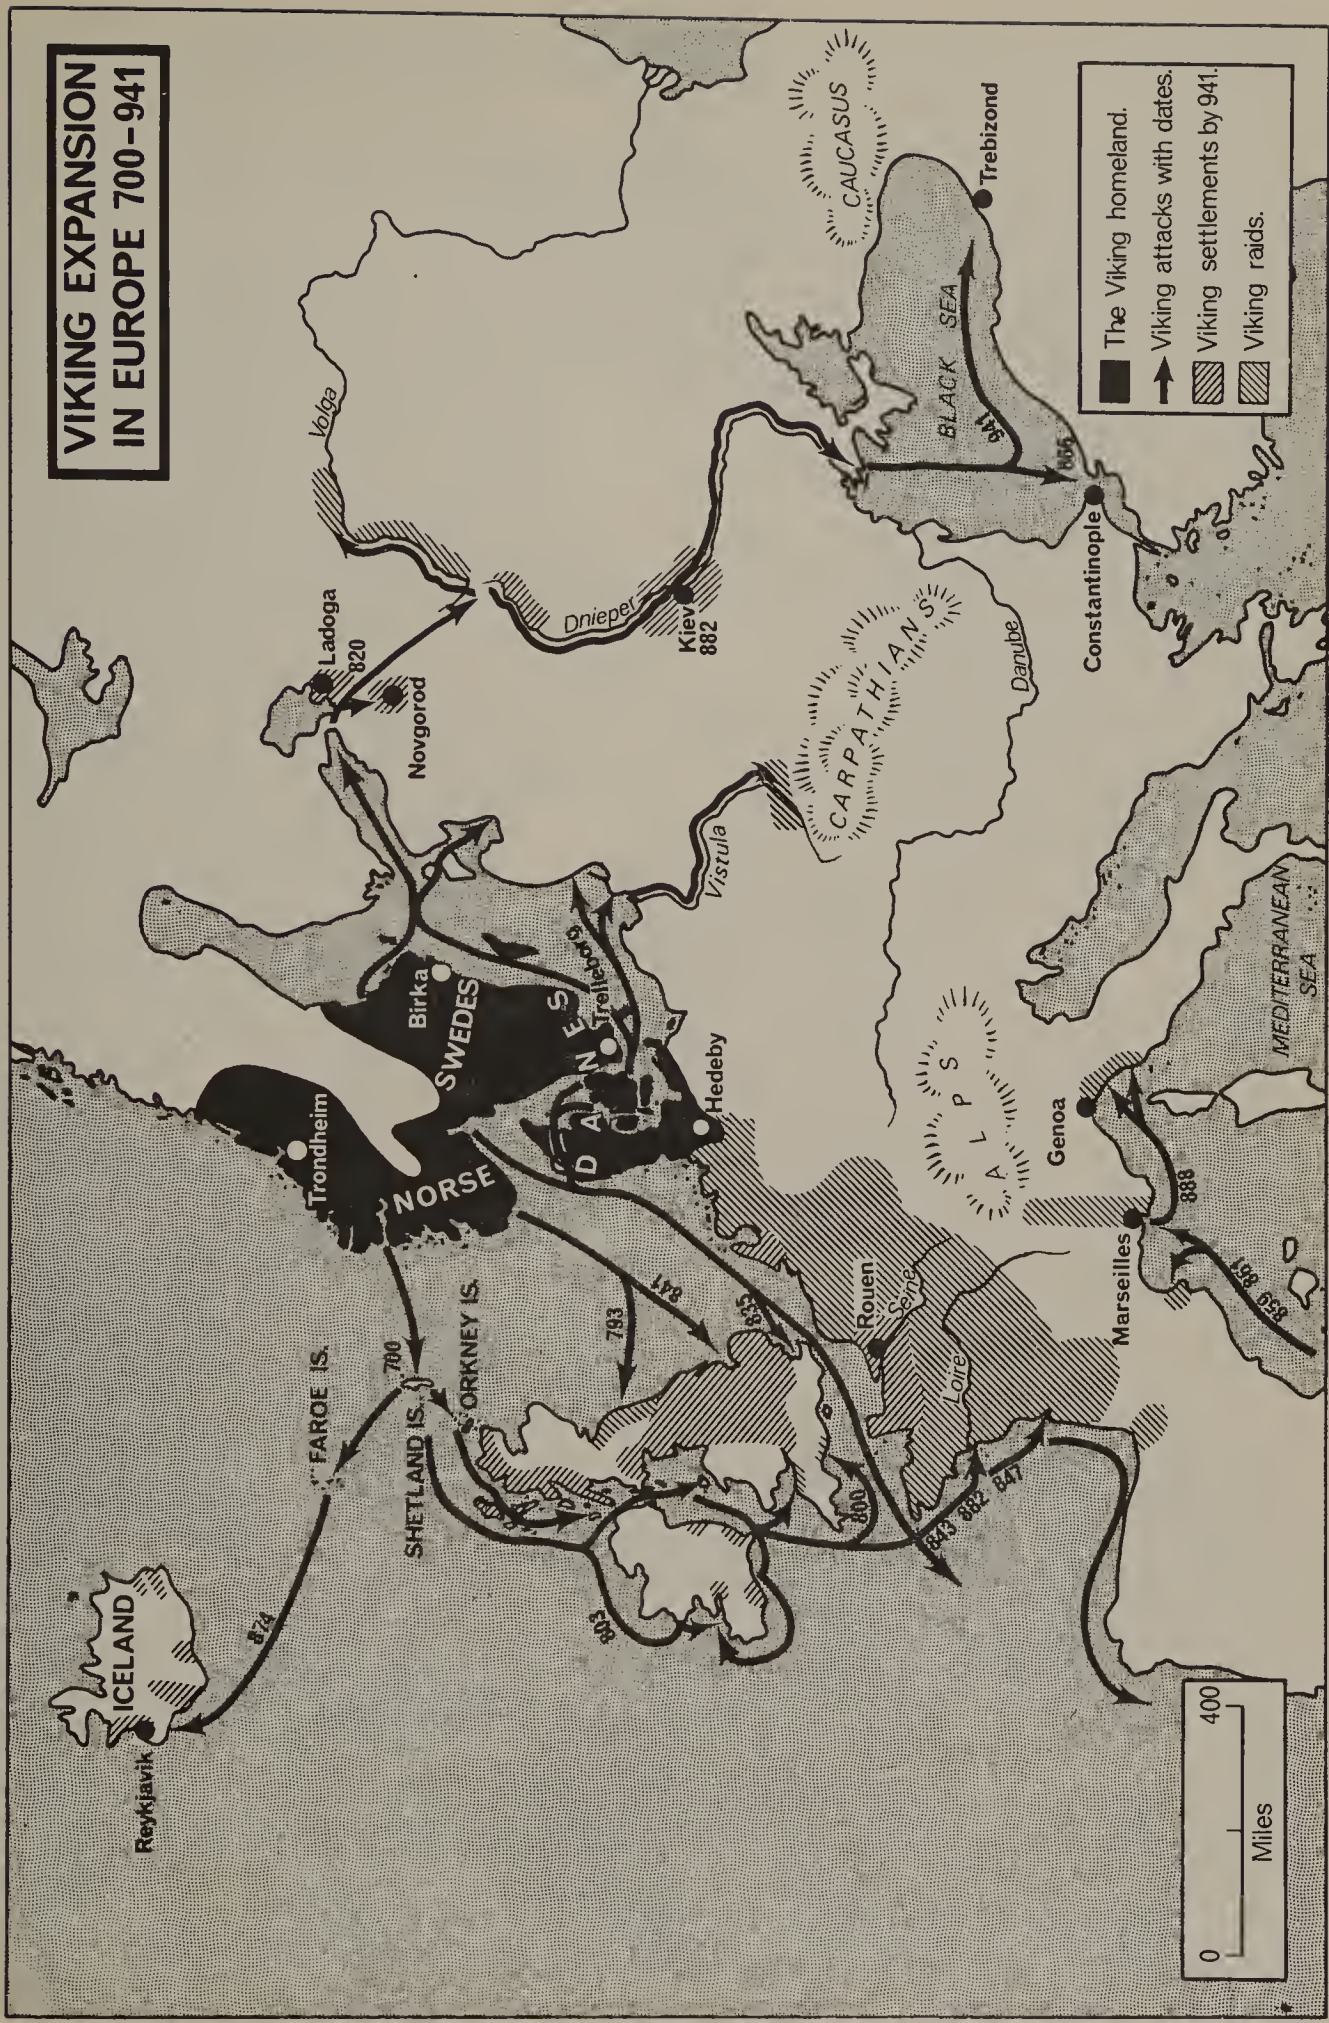 VIKING EXPANSION
IN EUROPE 700-941
The Viking homeland.
Viking attacks with dates.
Viking settlements by 941.
Viking raids.
ICELAND
Reykjavik
874
FAROE IS.
SHETLAND IS.
700
ORKNEY IS.
Trondheim
NORSE
SWEDES
Birka
DANES
Trelleborg
Hedeby
793
841
835
803
800
843
882
847
Rouen
Seine
Loire
Ladoga
820
Novgorod
Volga
Dnieper
Kiev
882
Vistula
CARPATHIANS
Danube
ALPS
Genoa
Marseilles
888
859
861
MEDITERRANEAN
SEA
Constantinople
866
941
BLACK SEA
CAUCASUS
Trebizond
0
400
Miles